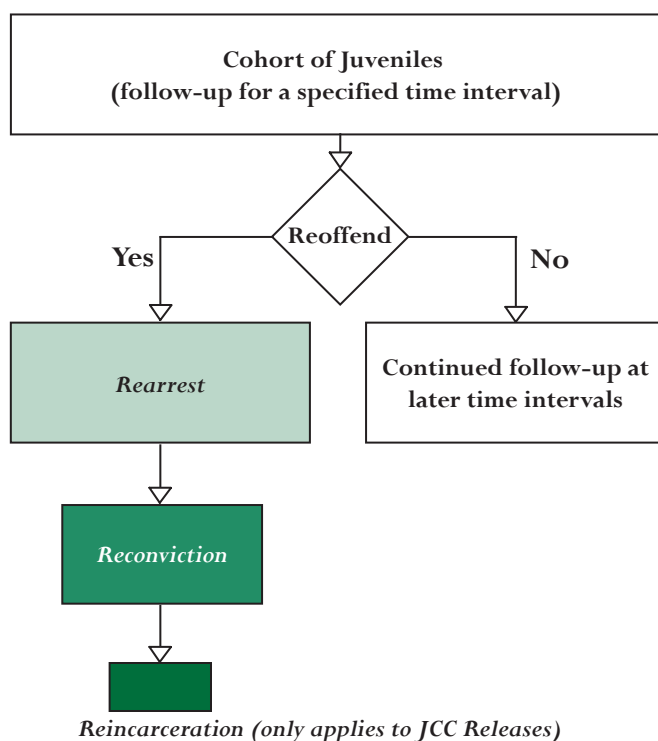 Cohort of Juveniles
(follow-up for a specified time interval)
Reoffend
Yes
No
Rearrest
Continued follow-up at
later time intervals
Reconviction
Reincarceration (only applies to JCC Releases)